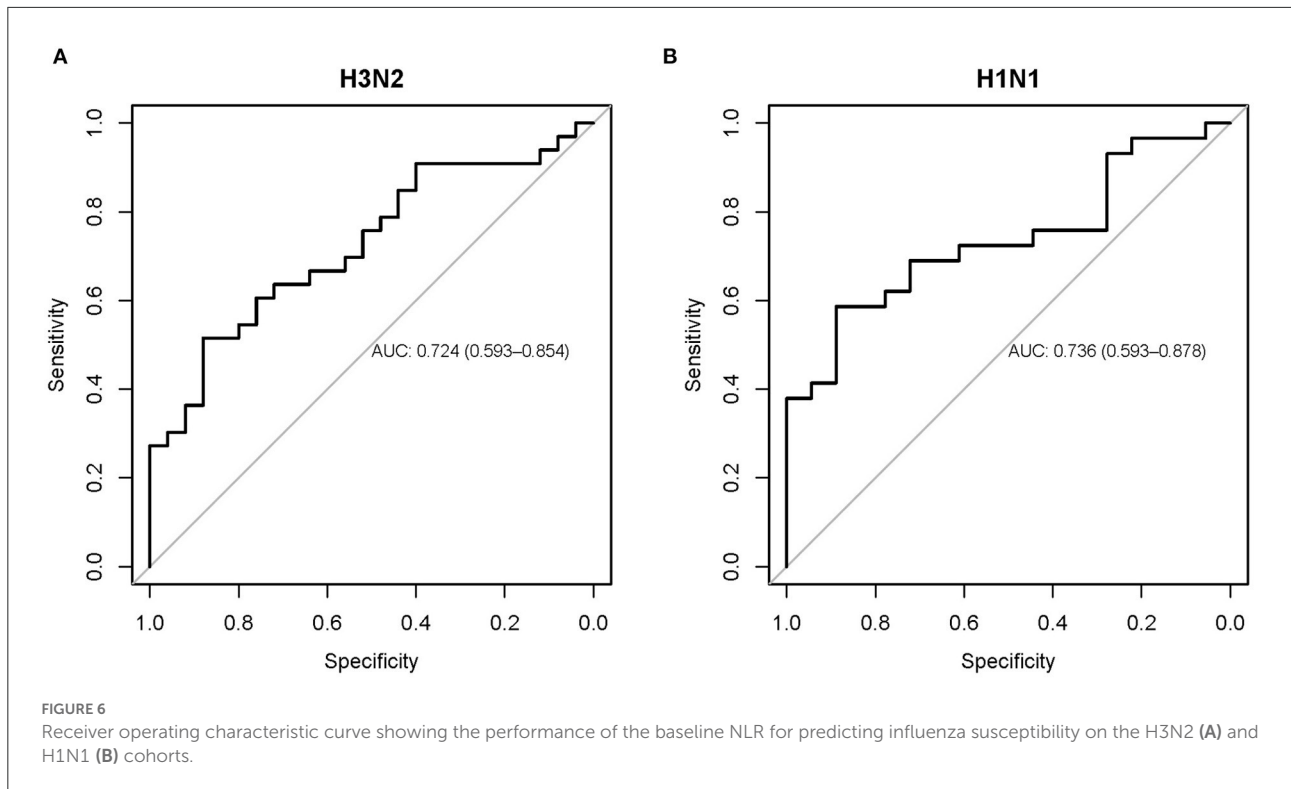 A
H3N2
Sensitivity
1.0
0.8
0.6
0.4
0.2
0.0
AUC: 0.724 (0.593–0.854)
1.0 0.8 0.6 0.4 0.2 0.0
Specificity
B
H1N1
Sensitivity
1.0
0.8
0.6
0.4
0.2
0.0
AUC: 0.736 (0.593–0.878)
1.0 0.8 0.6 0.4 0.2 0.0
Specificity
FIGURE 6
Receiver operating characteristic curve showing the performance of the baseline NLR for predicting influenza susceptibility on the H3N2 (A) and
H1N1 (B) cohorts.